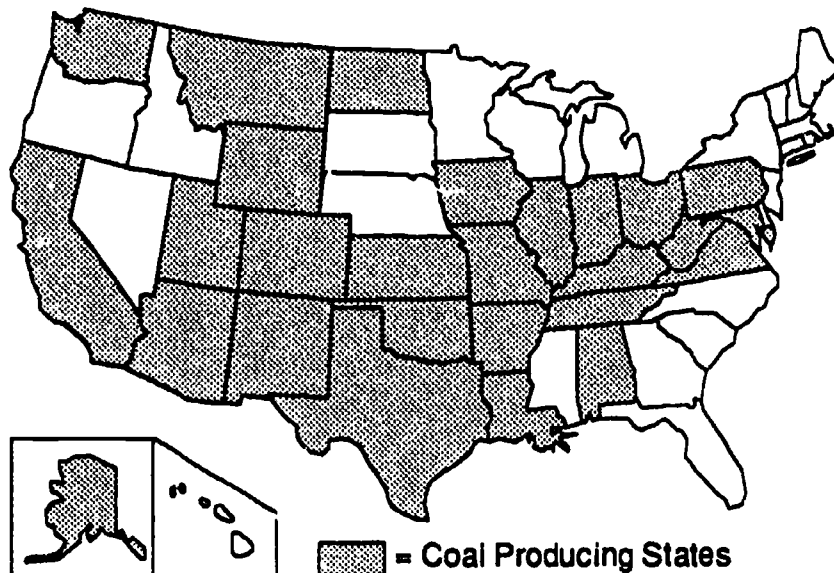 = Coal Producing States